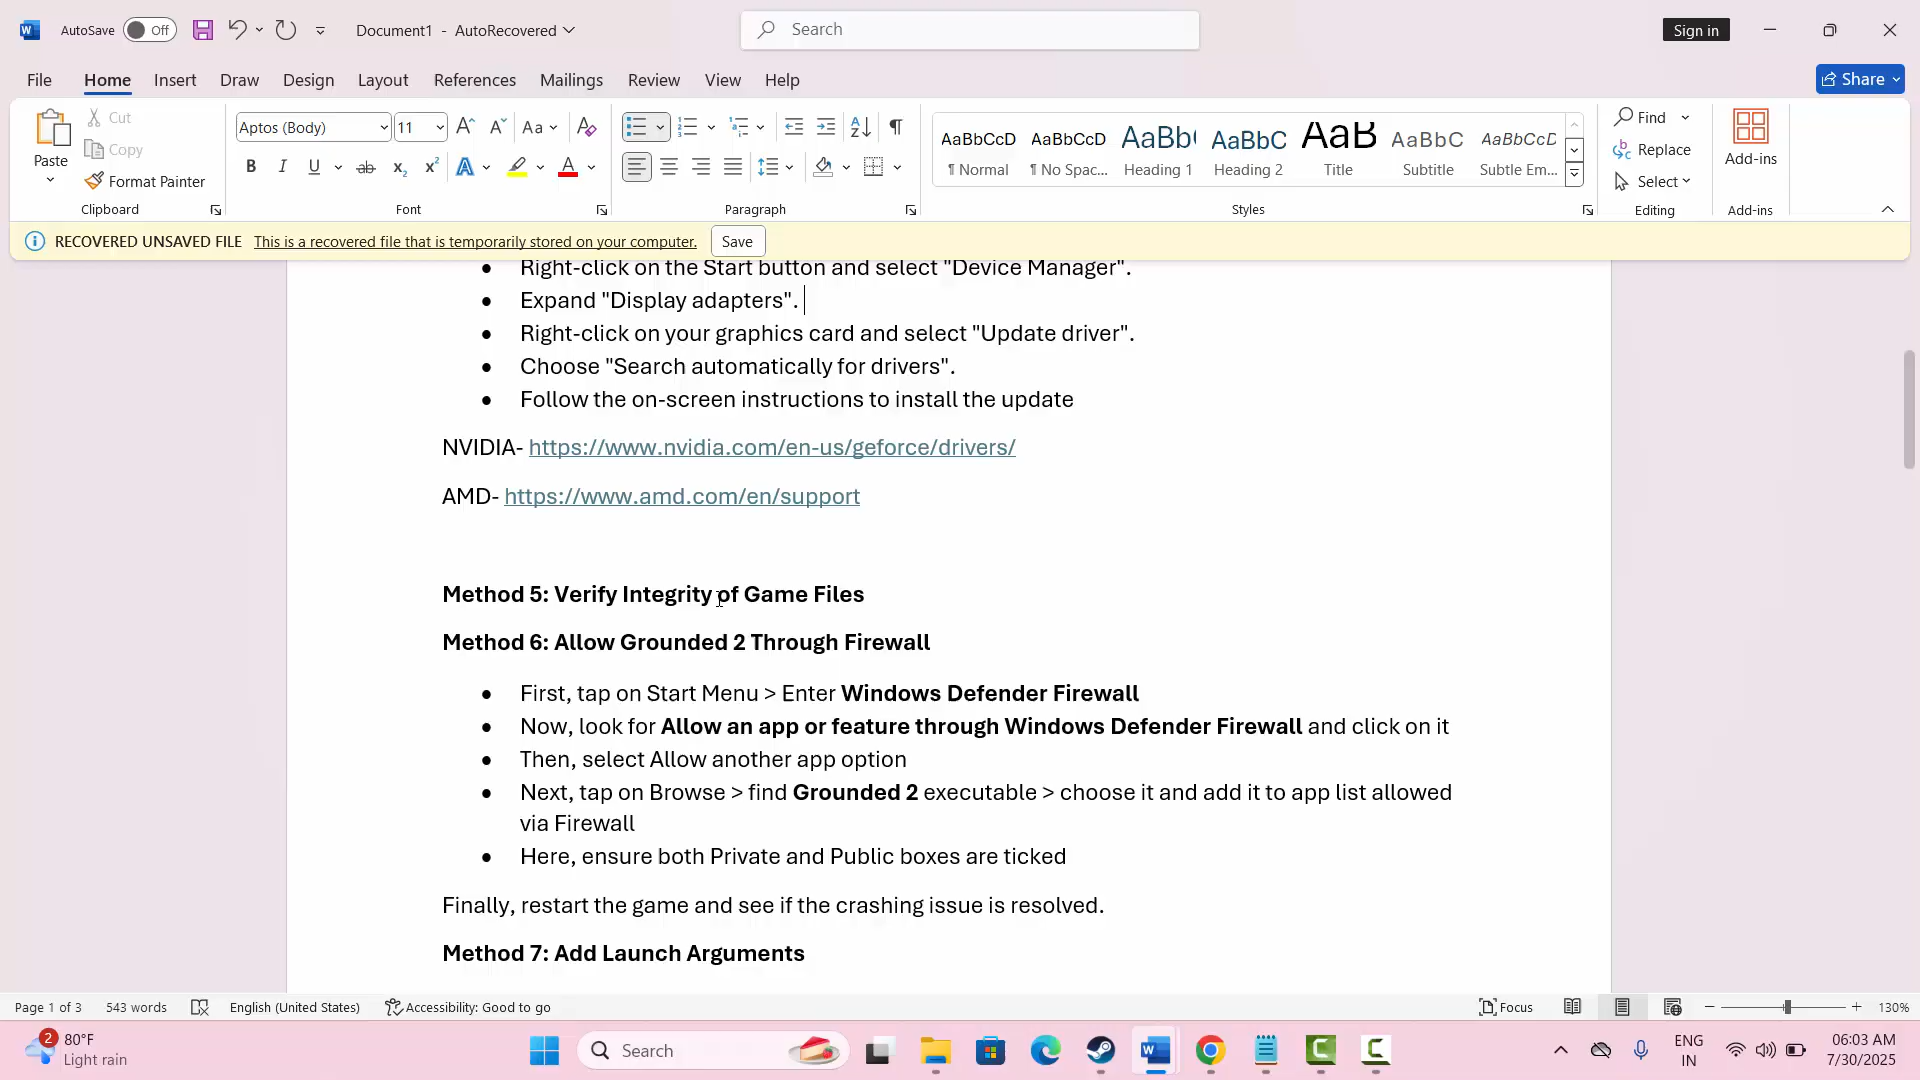 AutoSave Off Document1 - AutoRecovered Search Sign in
File Home Insert Draw Design Layout References Mailings Review View Help Share
Paste Cut Copy Format Painter
Clipboard
Aptos (Body) 11
Font
Paragraph
AaBbCcD AaBbCcD AaBb( AaBbC AaB AaBbC AaBbCcD
¶ Normal ¶ No Spac... Heading 1 Heading 2 Title Subtitle Subtle Em...
Styles
Find
Replace
Select
Editing
Add-ins
Add-ins
RECOVERED UNSAVED FILE This is a recovered file that is temporarily stored on your computer. Save
• Right-click on the Start button and select "Device Manager".
• Expand "Display adapters".
• Right-click on your graphics card and select "Update driver".
• Choose "Search automatically for drivers".
• Follow the on-screen instructions to install the update
NVIDIA- https://www.nvidia.com/en-us/geforce/drivers/
AMD- https://www.amd.com/en/support
Method 5: Verify Integrity of Game Files
Method 6: Allow Grounded 2 Through Firewall
• First, tap on Start Menu > Enter Windows Defender Firewall
• Now, look for Allow an app or feature through Windows Defender Firewall and click on it
• Then, select Allow another app option
• Next, tap on Browse > find Grounded 2 executable > choose it and add it to app list allowed
via Firewall
• Here, ensure both Private and Public boxes are ticked
Finally, restart the game and see if the crashing issue is resolved.
Method 7: Add Launch Arguments
Page 1 of 3 543 words English (United States) Accessibility: Good to go Focus 130%
2 80°F
Light rain
Search
ENG
IN
06:03 AM
7/30/2025